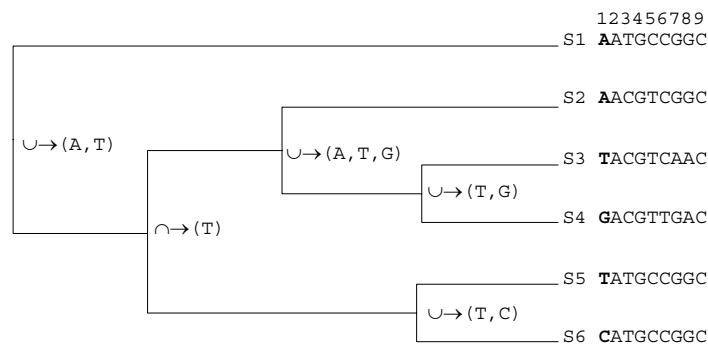 123456789
S1 AATGCCGGC
S2 AACGTCGGC
∪→(A,T)
∪→(A,T,G)
S3 TACGTCAAC
∪→(T,G)
S4 GACGTTGAC
∩→(T)
S5 TATGCCGGC
∪→(T,C)
S6 CATGCCGGC